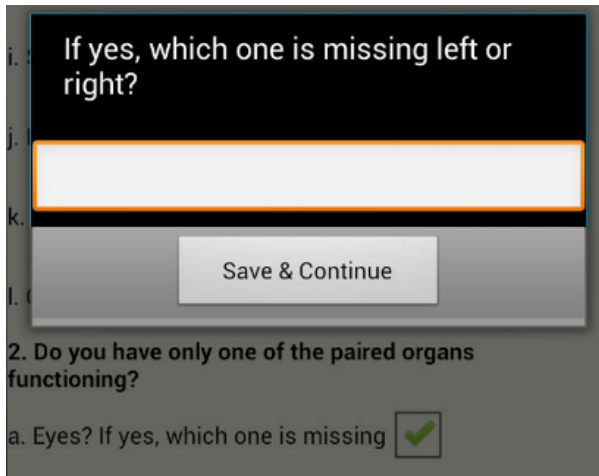 If yes, which one is missing left or
right?
i.
j.
k.
Save & Continue
l.
2. Do you have only one of the paired organs
functioning?
a. Eyes? If yes, which one is missing